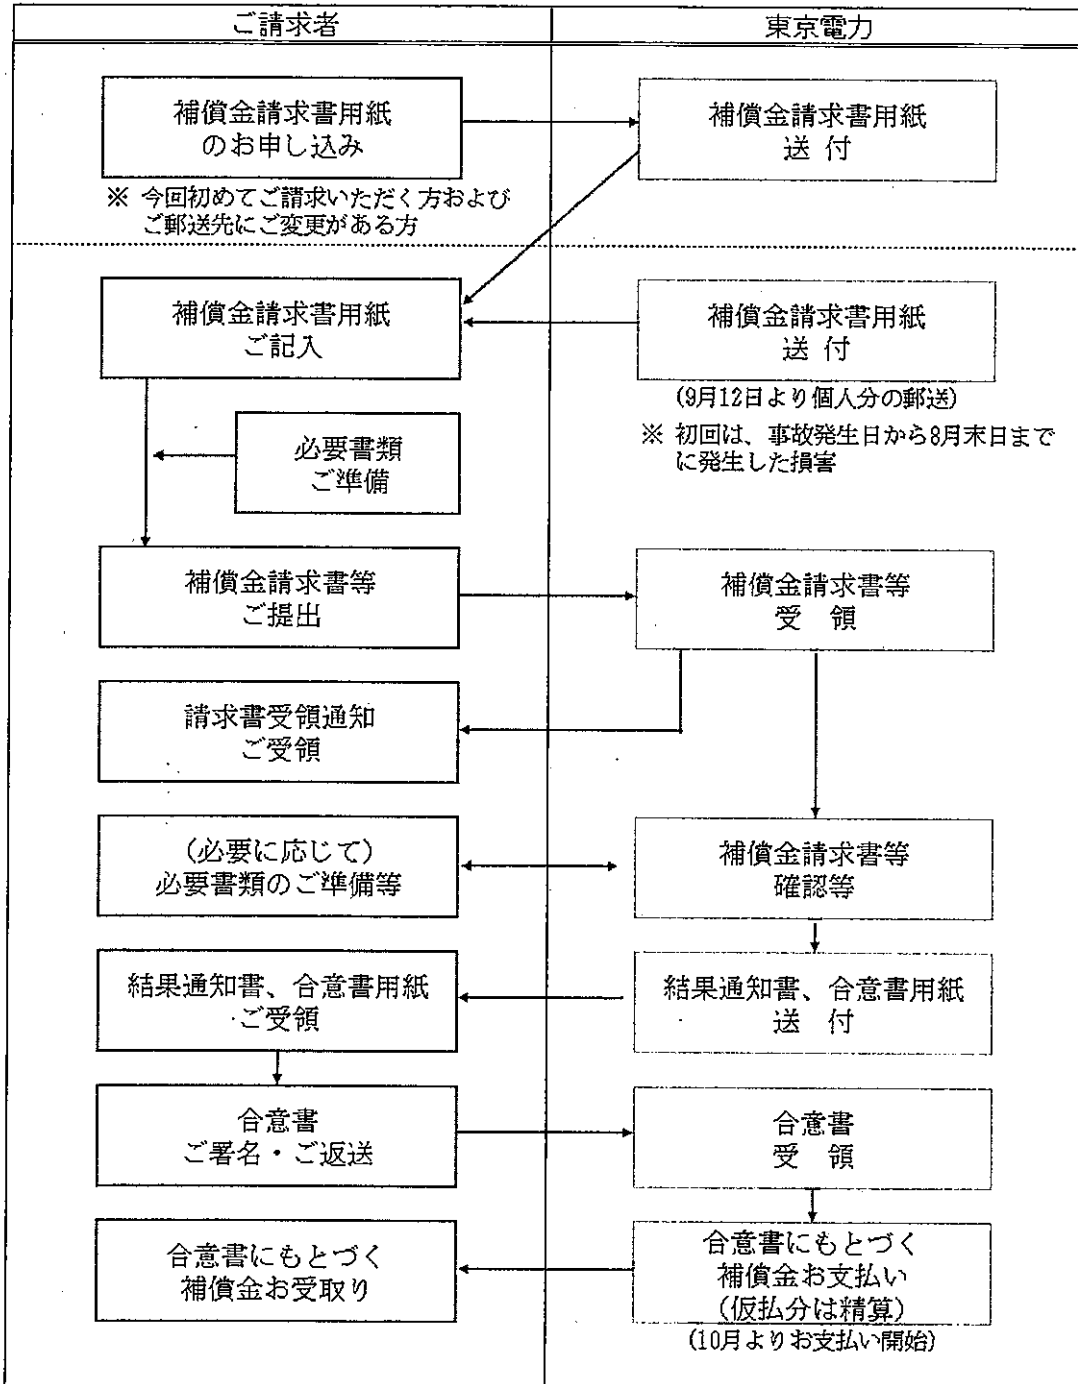 ご請求者
東京電力
補償金請求書用紙
のお申し込み
補償金請求書用紙
送 付
※ 今回初めてご請求いただく方および
ご郵送先にご変更がある方
補償金請求書用紙
ご記入
補償金請求書用紙
送 付
(9月12日より個人分の郵送)
※ 初回は、事故発生日から8月末日まで
に発生した損害
必要書類
ご準備
補償金請求書等
ご提出
補償金請求書等
受 領
請求書受領通知
ご受領
(必要に応じて)
必要書類のご準備等
補償金請求書等
確認等
結果通知書、合意書用紙
ご受領
結果通知書、合意書用紙
送 付
合意書
ご署名・ご返送
合意書
受 領
合意書にもとづく
補償金お受取り
合意書にもとづく
補償金お支払い
(仮払分は精算)
(10月よりお支払い開始)